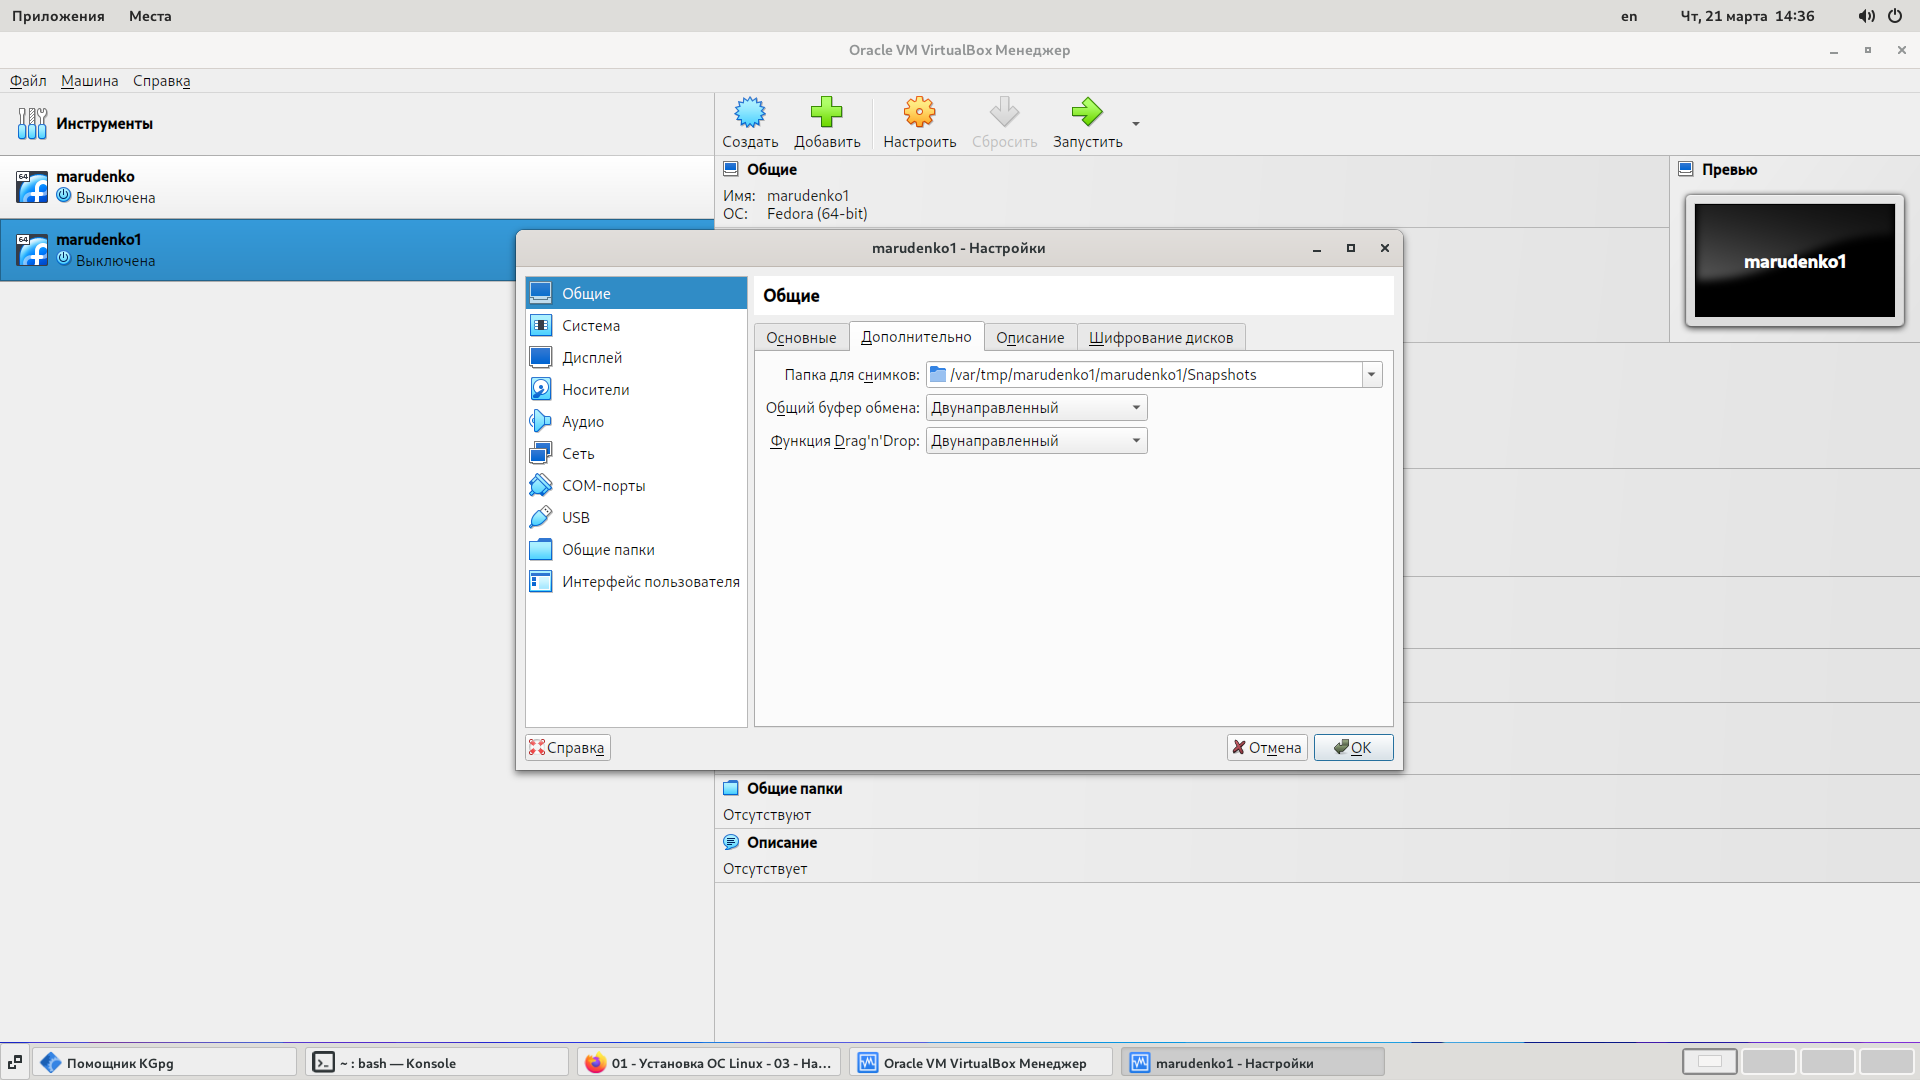 Приложения Места en Чт, 21 марта 14:36
Oracle VM VirtualBox Менеджер
Файл Машина Справка
Инструменты
Создать Добавить Настроить Сбросить Запустить
64 marudenko
Выключена
64 marudenko1
Выключена
Общие
Имя: marudenko1
ОС: Fedora (64-bit)
Превью
marudenko1
marudenko1 - Настройки
Общие
Система
Дисплей
Носители
Аудио
Сеть
COM-порты
USB
Общие папки
Интерфейс пользователя
Общие
Основные Дополнительно Описание Шифрование дисков
Папка для снимков: /var/tmp/marudenko1/marudenko1/Snapshots
Общий буфер обмена: Двунаправленный
Функция Drag'n'Drop: Двунаправленный
Справка Отмена OK
Общие папки
Отсутствуют
Описание
Отсутствует
Помощник KGpg ~ : bash — Konsole 01 - Установка ОС Linux - 03 - На... Oracle VM VirtualBox Менеджер marudenko1 - Настройки